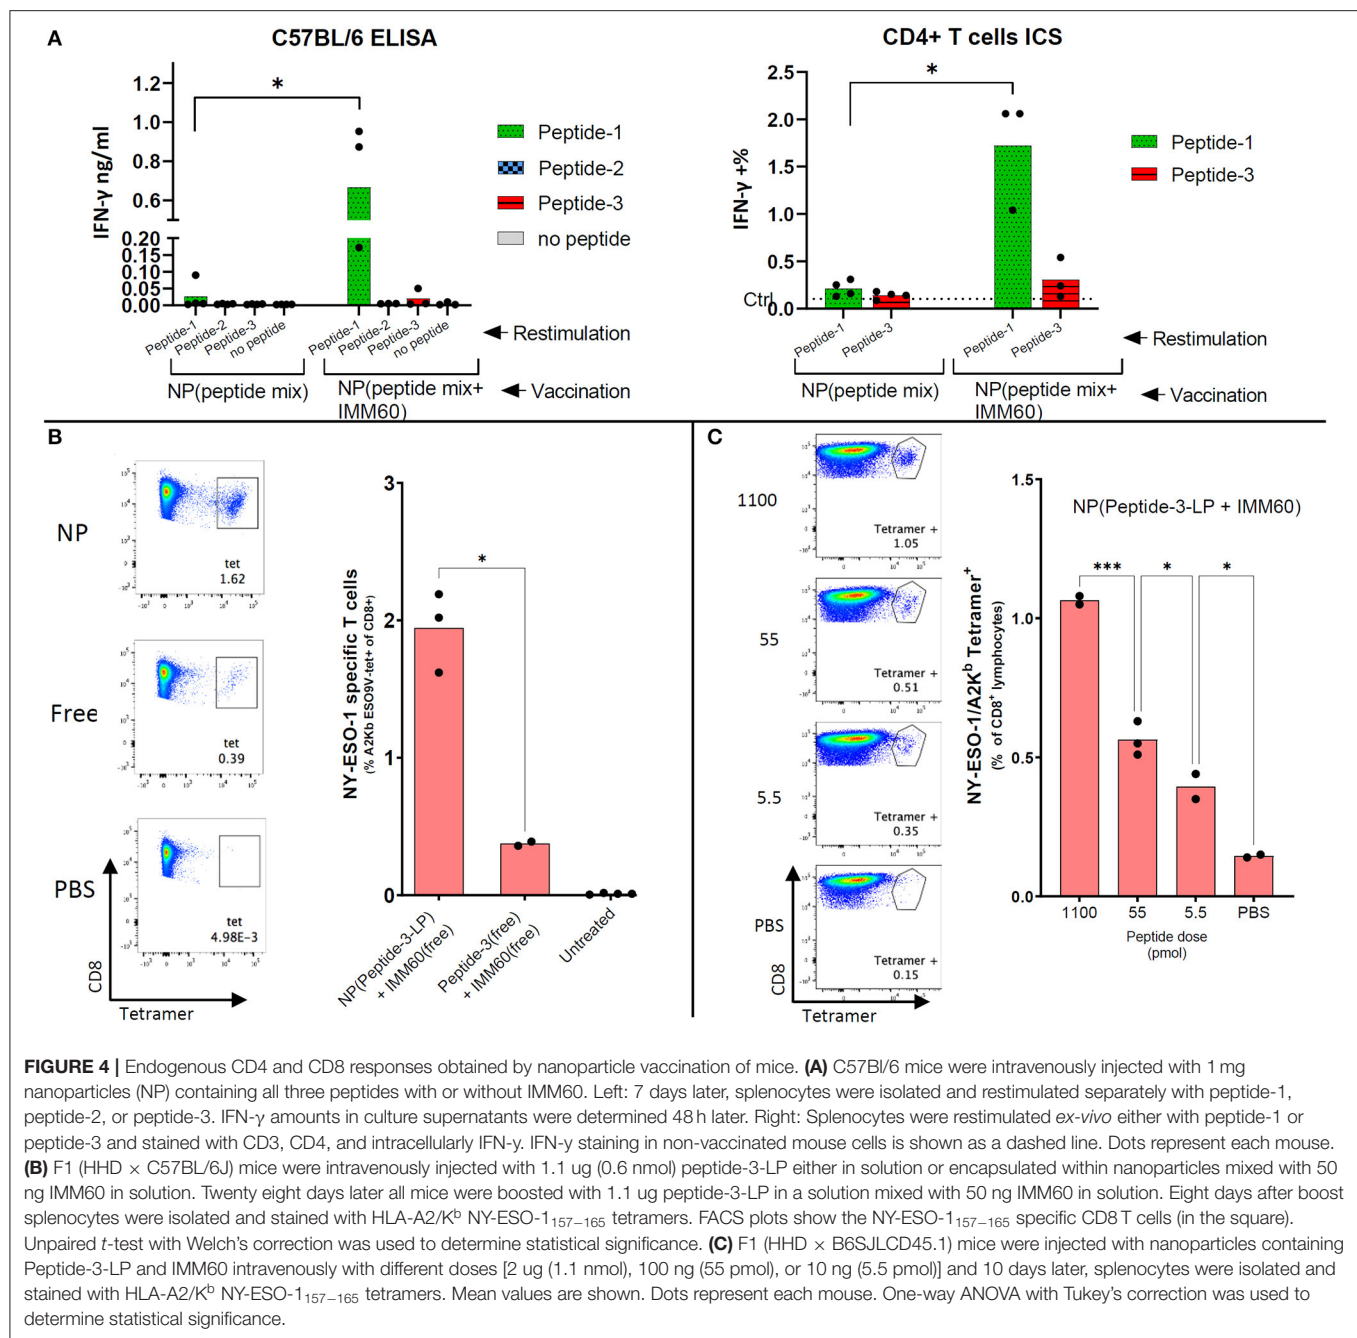 A
C57BL/6 ELISA
IFN-γ ng/ml
1.2
1.0
0.8
0.6
0.20
0.15
0.10
0.05
0.00
*
Peptide-1
Peptide-2
Peptide-3
no peptide
Peptide-1
Peptide-2
Peptide-3
no peptide
Peptide-1
Peptide-2
Peptide-3
no peptide
Restimulation
NP(peptide mix)
NP(peptide mix+
IMM60)
Vaccination
CD4+ T cells ICS
IFN-γ +%
2.5
2.0
1.5
1.0
0.5
Ctrl
0.0
*
Peptide-1
Peptide-3
Peptide-1
Peptide-3
Peptide-1
Peptide-3
Restimulation
NP(peptide mix)
NP(peptide mix+
IMM60)
Vaccination
B
NP
tet
1.62
Free
tet
0.39
PBS
tet
4.98E-3
CD8
Tetramer
NY-ESO-1 specific T cells
(% A2Kb ESO9V-tet+ of CD8+)
3
2
1
0
*
NP(Peptide-3-LP)
+ IMM60(free)
Peptide-3(free)
+ IMM60(free)
Untreated
C
1100
Tetramer +
1.05
55
Tetramer +
0.51
5.5
Tetramer +
0.35
PBS
Tetramer +
0.15
CD8
Tetramer
NP(Peptide-3-LP + IMM60)
NY-ESO-1/A2Kᵇ Tetramer⁺
(% of CD8⁺ lymphocytes)
1.5
1.0
0.5
0.0
***
*
*
1100
55
5.5
PBS
Peptide dose
(pmol)
FIGURE 4 | Endogenous CD4 and CD8 responses obtained by nanoparticle vaccination of mice. (A) C57Bl/6 mice were intravenously injected with 1 mg
nanoparticles (NP) containing all three peptides with or without IMM60. Left: 7 days later, splenocytes were isolated and restimulated separately with peptide-1,
peptide-2, or peptide-3. IFN-γ amounts in culture supernatants were determined 48 h later. Right: Splenocytes were restimulated ex-vivo either with peptide-1 or
peptide-3 and stained with CD3, CD4, and intracellularly IFN-y. IFN-y staining in non-vaccinated mouse cells is shown as a dashed line. Dots represent each mouse.
(B) F1 (HHD × C57BL/6J) mice were intravenously injected with 1.1 ug (0.6 nmol) peptide-3-LP either in solution or encapsulated within nanoparticles mixed with 50
ng IMM60 in solution. Twenty eight days later all mice were boosted with 1.1 ug peptide-3-LP in a solution mixed with 50 ng IMM60 in solution. Eight days after boost
splenocytes were isolated and stained with HLA-A2/Kᵇ NY-ESO-1₁₅₇₋₁₆₅ tetramers. FACS plots show the NY-ESO-1₁₅₇₋₁₆₅ specific CD8 T cells (in the square).
Unpaired t-test with Welch's correction was used to determine statistical significance. (C) F1 (HHD × B6SJLCD45.1) mice were injected with nanoparticles containing
Peptide-3-LP and IMM60 intravenously with different doses [2 ug (1.1 nmol), 100 ng (55 pmol), or 10 ng (5.5 pmol)] and 10 days later, splenocytes were isolated and
stained with HLA-A2/Kᵇ NY-ESO-1₁₅₇₋₁₆₅ tetramers. Mean values are shown. Dots represent each mouse. One-way ANOVA with Tukey's correction was used to
determine statistical significance.